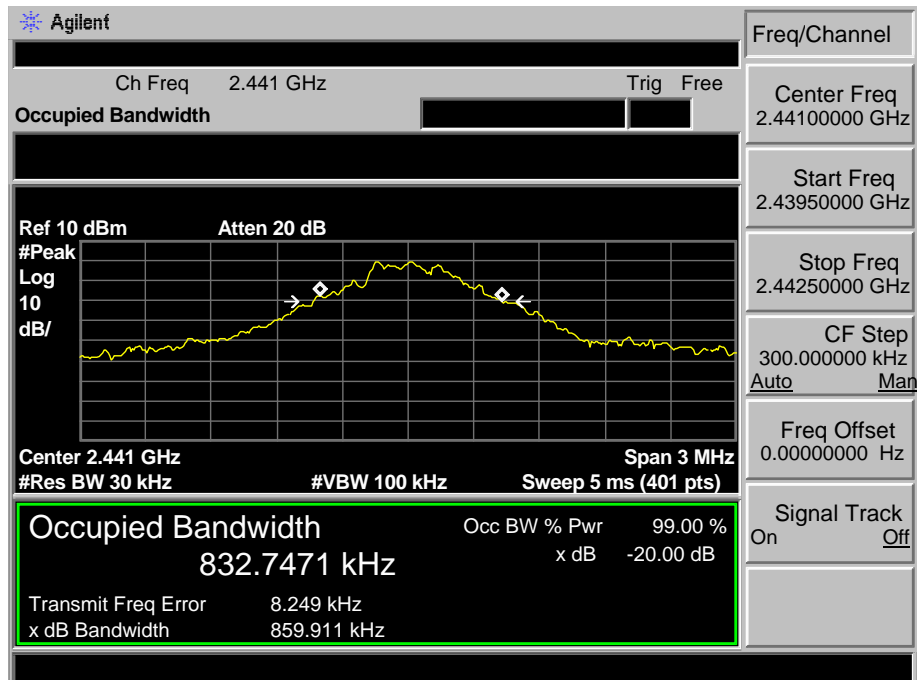 Agilent
Freq/Channel
Ch Freq 2.441 GHz Trig Free
Occupied Bandwidth
Center Freq
2.44100000 GHz
Start Freq
2.43950000 GHz
Stop Freq
2.44250000 GHz
CF Step
300.000000 kHz
Auto Man
Freq Offset
0.00000000 Hz
Signal Track
On Off
Ref 10 dBm Atten 20 dB
#Peak
Log
10
dB/
Center 2.441 GHz Span 3 MHz
#Res BW 30 kHz #VBW 100 kHz Sweep 5 ms (401 pts)
Occupied Bandwidth Occ BW % Pwr 99.00 %
832.7471 kHz x dB -20.00 dB
Transmit Freq Error 8.249 kHz
x dB Bandwidth 859.911 kHz